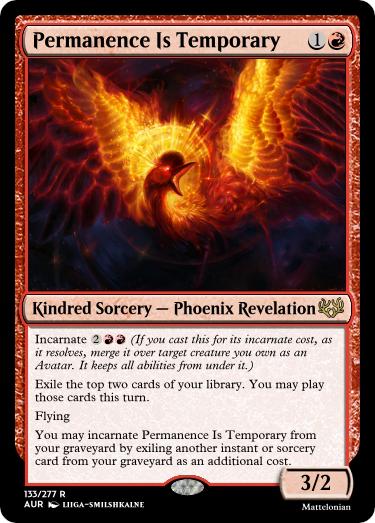 Permanence Is Temporary 1
Kindred Sorcery — Phoenix Revelation
Incarnate 2 (If you cast this for its incarnate cost, as
it resolves, merge it over target creature you own as an
Avatar. It keeps all abilities from under it.)
Exile the top two cards of your library. You may play
those cards this turn.
Flying
You may incarnate Permanence Is Temporary from
your graveyard by exiling another instant or sorcery
card from your graveyard as an additional cost.
3/2
133/277 R
AUR LIIGA-SMILSHKALNE
Mattelonian